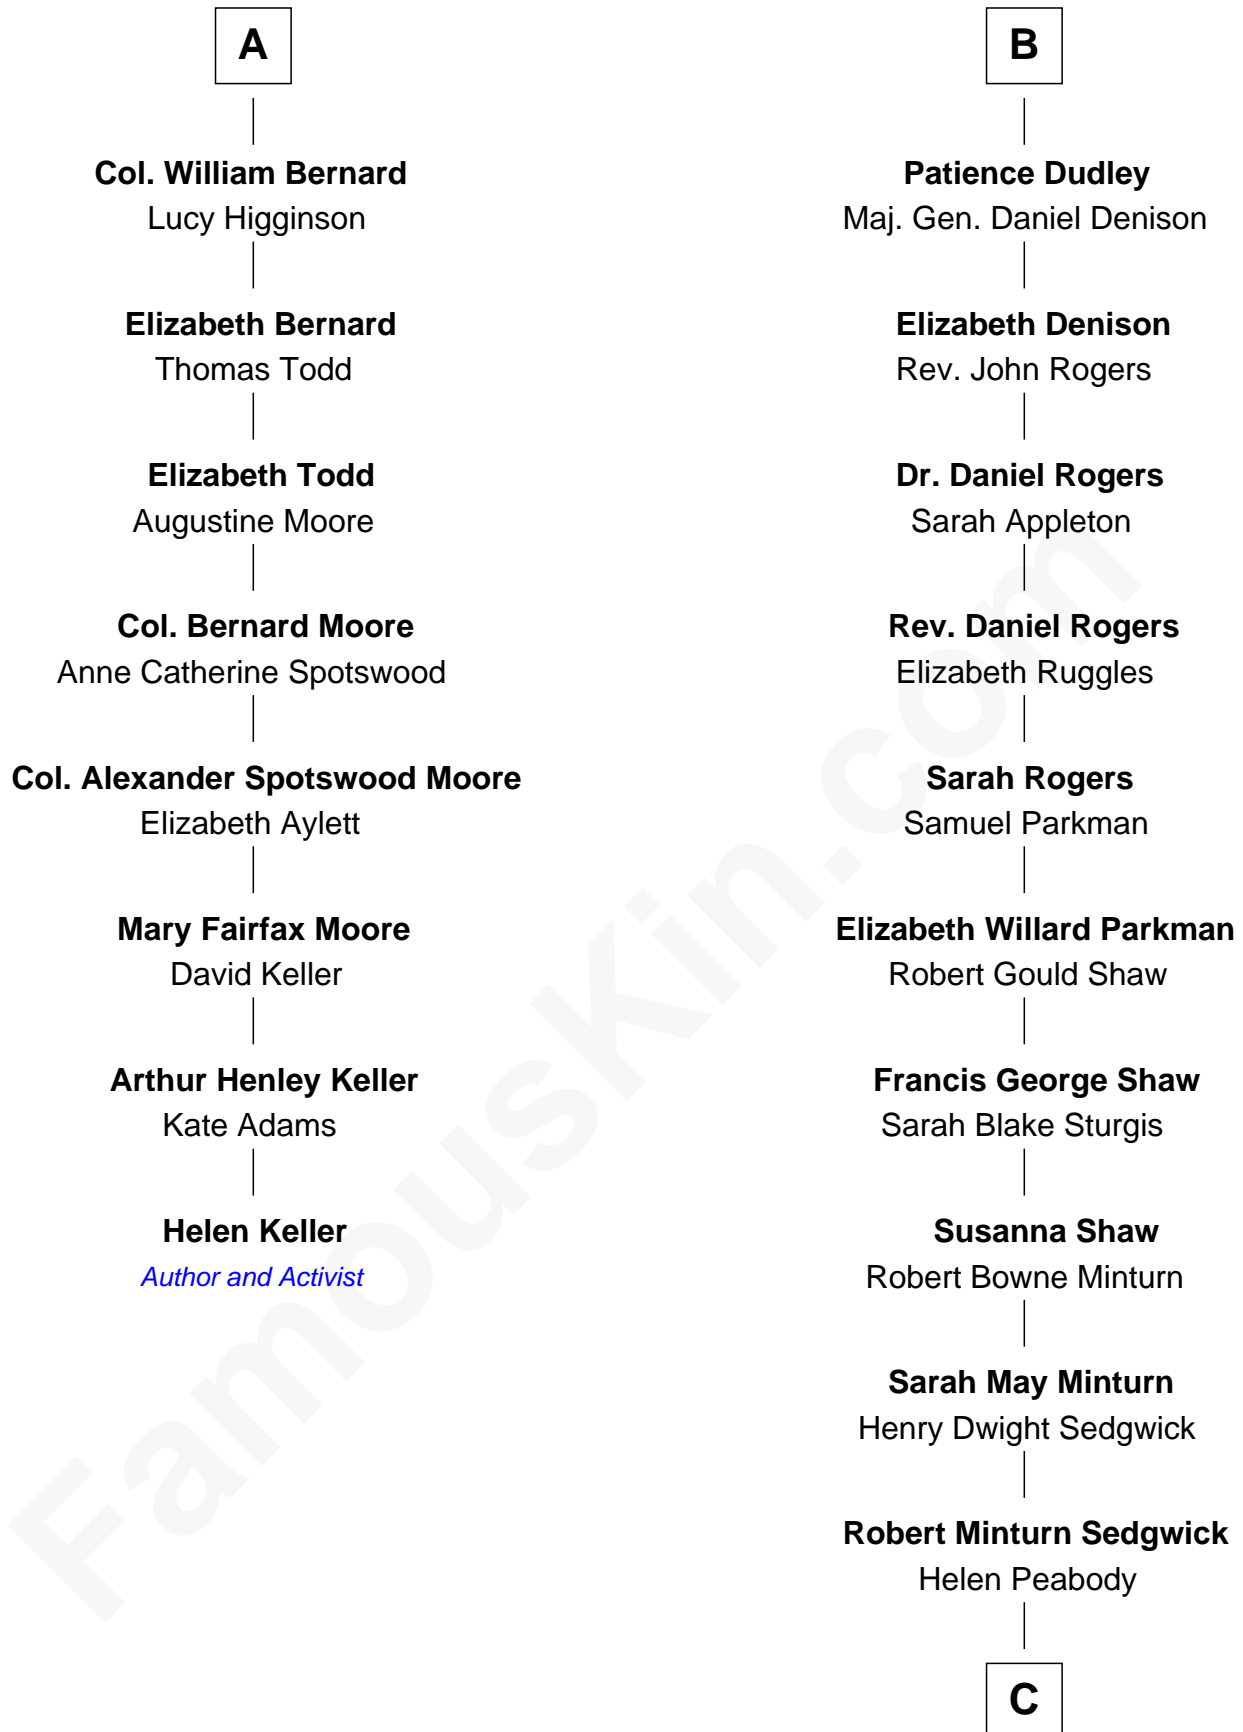 A
Col. William Bernard
Lucy Higginson
Elizabeth Bernard
Thomas Todd
Elizabeth Todd
Augustine Moore
Col. Bernard Moore
Anne Catherine Spotswood
Col. Alexander Spotswood Moore
Elizabeth Aylett
Mary Fairfax Moore
David Keller
Arthur Henley Keller
Kate Adams
Helen Keller
Author and Activist
B
Patience Dudley
Maj. Gen. Daniel Denison
Elizabeth Denison
Rev. John Rogers
Dr. Daniel Rogers
Sarah Appleton
Rev. Daniel Rogers
Elizabeth Ruggles
Sarah Rogers
Samuel Parkman
Elizabeth Willard Parkman
Robert Gould Shaw
Francis George Shaw
Sarah Blake Sturgis
Susanna Shaw
Robert Bowne Minturn
Sarah May Minturn
Henry Dwight Sedgwick
Robert Minturn Sedgwick
Helen Peabody
C
FamousKin.com